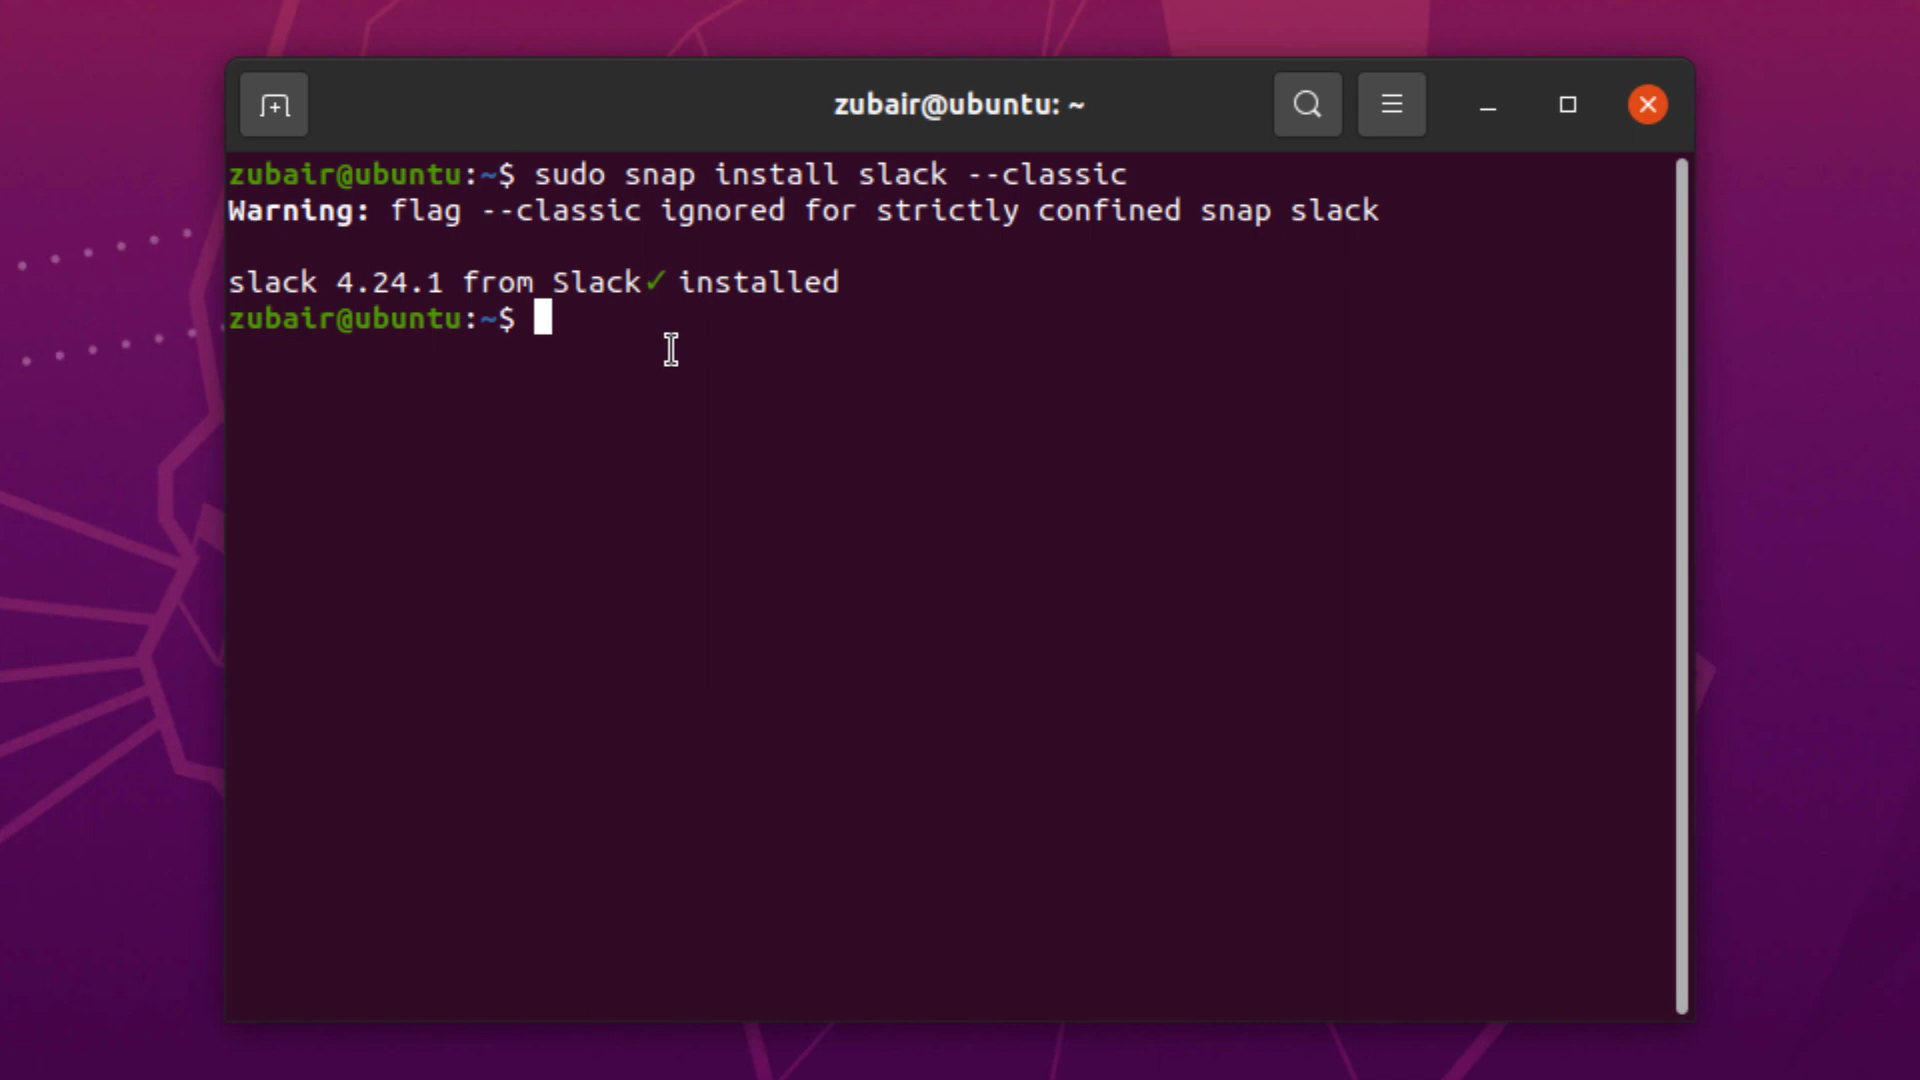 zubair@ubuntu: ~
zubair@ubuntu:~$ sudo snap install slack --classic
Warning: flag --classic ignored for strictly confined snap slack
slack 4.24.1 from Slack✓ installed
zubair@ubuntu:~$